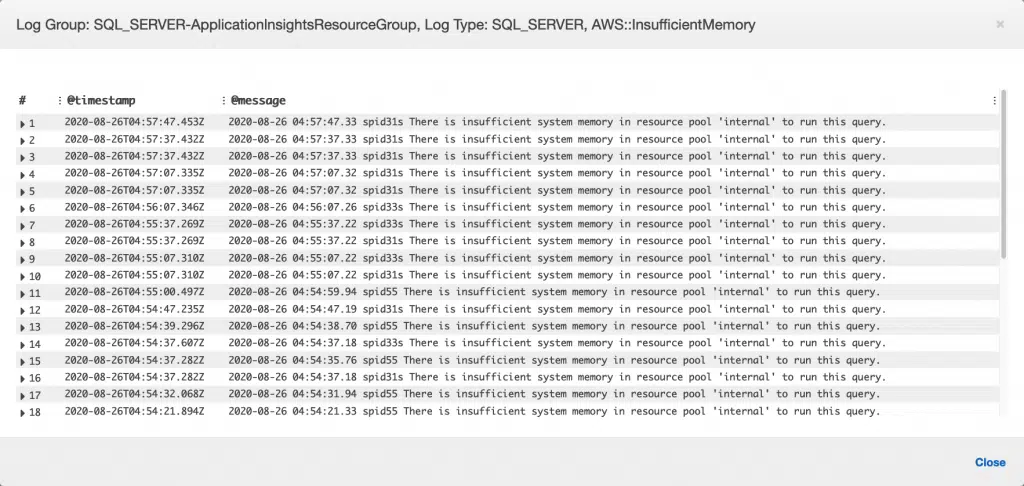 Log Group: SQL_SERVER-ApplicationInsightsResourceGroup, Log Type: SQL_SERVER, AWS::InsufficientMemory ×
# @timestamp @message
1 2020-08-26T04:57:47.453Z 2020-08-26 04:57:47.33 spid31s There is insufficient system memory in resource pool 'internal' to run this query.
2 2020-08-26T04:57:37.432Z 2020-08-26 04:57:37.33 spid31s There is insufficient system memory in resource pool 'internal' to run this query.
3 2020-08-26T04:57:37.432Z 2020-08-26 04:57:37.33 spid31s There is insufficient system memory in resource pool 'internal' to run this query.
4 2020-08-26T04:57:07.335Z 2020-08-26 04:57:07.32 spid31s There is insufficient system memory in resource pool 'internal' to run this query.
5 2020-08-26T04:57:07.335Z 2020-08-26 04:57:07.32 spid31s There is insufficient system memory in resource pool 'internal' to run this query.
6 2020-08-26T04:56:07.346Z 2020-08-26 04:56:07.26 spid33s There is insufficient system memory in resource pool 'internal' to run this query.
7 2020-08-26T04:55:37.269Z 2020-08-26 04:55:37.22 spid33s There is insufficient system memory in resource pool 'internal' to run this query.
8 2020-08-26T04:55:37.269Z 2020-08-26 04:55:37.22 spid31s There is insufficient system memory in resource pool 'internal' to run this query.
9 2020-08-26T04:55:07.310Z 2020-08-26 04:55:07.22 spid33s There is insufficient system memory in resource pool 'internal' to run this query.
10 2020-08-26T04:55:07.310Z 2020-08-26 04:55:07.22 spid31s There is insufficient system memory in resource pool 'internal' to run this query.
11 2020-08-26T04:55:00.497Z 2020-08-26 04:54:59.94 spid55 There is insufficient system memory in resource pool 'internal' to run this query.
12 2020-08-26T04:54:47.235Z 2020-08-26 04:54:47.19 spid31s There is insufficient system memory in resource pool 'internal' to run this query.
13 2020-08-26T04:54:39.296Z 2020-08-26 04:54:38.70 spid55 There is insufficient system memory in resource pool 'internal' to run this query.
14 2020-08-26T04:54:37.607Z 2020-08-26 04:54:37.18 spid33s There is insufficient system memory in resource pool 'internal' to run this query.
15 2020-08-26T04:54:37.282Z 2020-08-26 04:54:35.76 spid55 There is insufficient system memory in resource pool 'internal' to run this query.
16 2020-08-26T04:54:37.282Z 2020-08-26 04:54:37.18 spid31s There is insufficient system memory in resource pool 'internal' to run this query.
17 2020-08-26T04:54:32.068Z 2020-08-26 04:54:31.94 spid55 There is insufficient system memory in resource pool 'internal' to run this query.
18 2020-08-26T04:54:21.894Z 2020-08-26 04:54:21.33 spid55 There is insufficient system memory in resource pool 'internal' to run this query.
Close